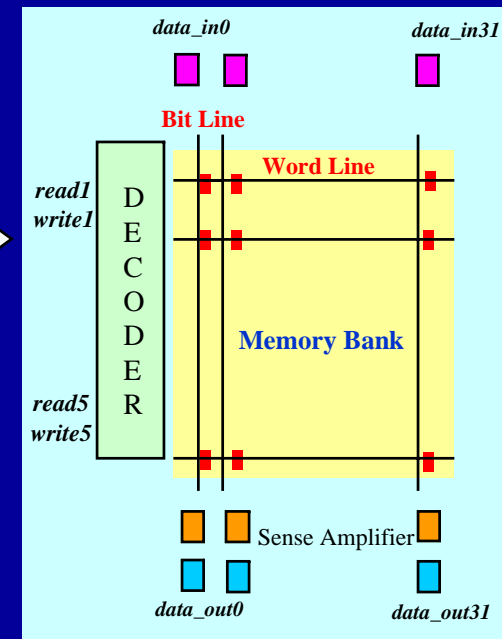 data_in0
data_in31
Bit Line
Word Line
read1
write1
D
E
C
O
D
E
R
Memory Bank
read5
write5
Sense Amplifier
data_out0
data_out31